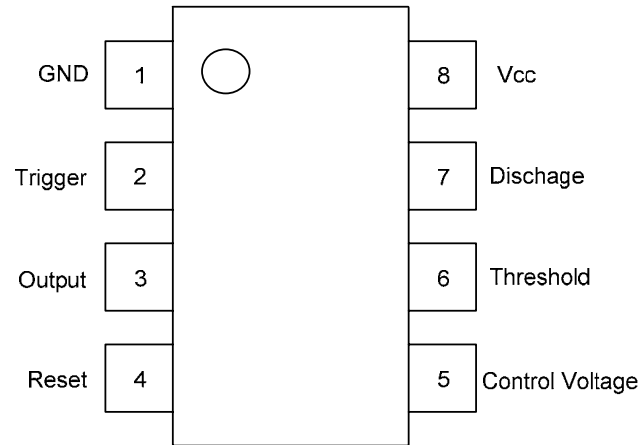 GND 1 8 Vcc
Trigger 2 7 Dischage
Output 3 6 Threshold
Reset 4 5 Control Voltage